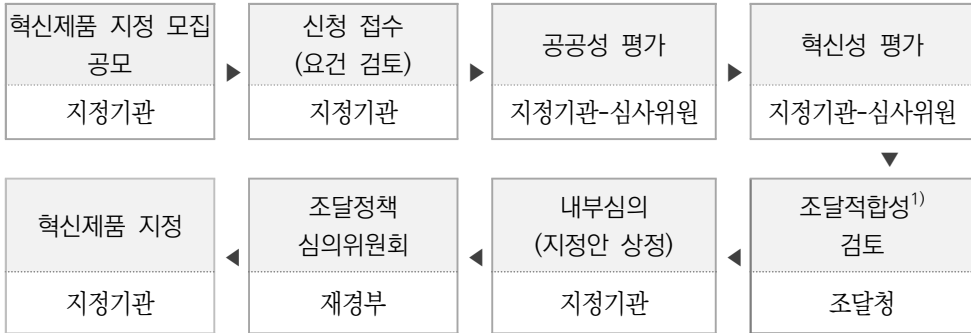 혁신제품 지정 모집
공모
지정기관
▶
신청 접수
(요건 검토)
지정기관
▶
공공성 평가
지정기관-심사위원
▶
혁신성 평가
지정기관-심사위원
▼
조달적합성1)
검토
조달청
◀
내부심의
(지정안 상정)
지정기관
◀
조달정책
심의위원회
재경부
◀
혁신제품 지정
지정기관